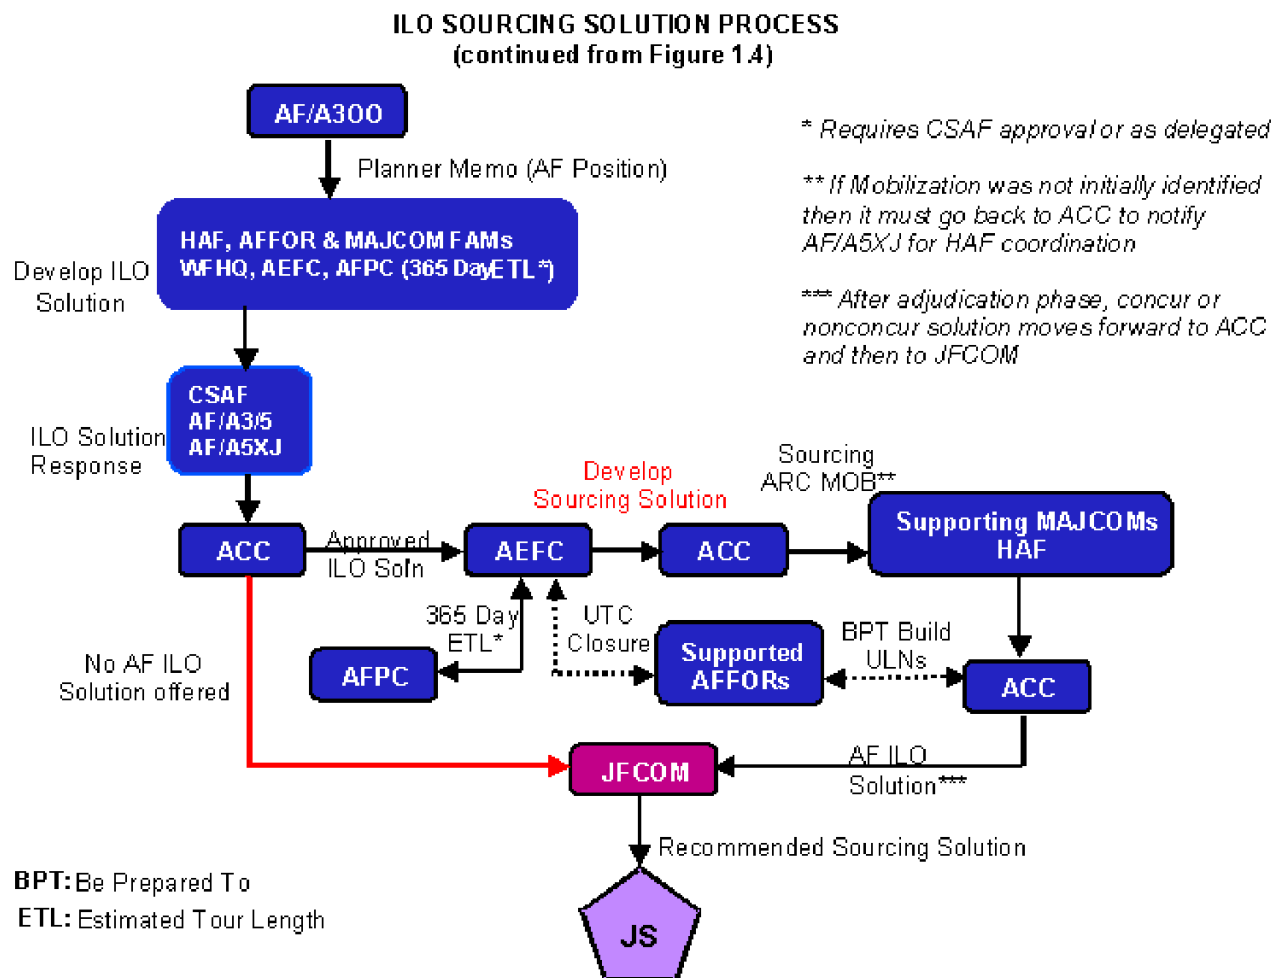 ILO SOURCING SOLUTION PROCESS
(continued from Figure 1.4)
AF/A3OO
Planner Memo (AF Position)
* Requires CSAF approval or as delegated
** If Mobilization was not initially identified
then it must go back to ACC to notify
AF/A5XJ for HAF coordination
*** After adjudication phase, concur or
nonconcur solution moves forward to ACC
and then to JFCOM
Develop ILO
Solution
HAF, AFFOR & MAJCOM FAMs
WFHQ, AEFC, AFPC (365 DayETL*)
ILO Solution
Response
CSAF
AF/A3/5
AF/A5XJ
Develop
Sourcing Solution
Sourcing
ARC MOB**
ACC
Approved
ILO Sol'n
AEFC
ACC
Supporting MAJCOMs
HAF
365 Day
ETL*
UTC
Closure
BPT Build
ULNs
No AF ILO
Solution offered
AFPC
Supported
AFFORs
ACC
JFCOM
AF ILO
Solution***
Recommended Sourcing Solution
JS
BPT: Be Prepared To
ETL: Estimated Tour Length